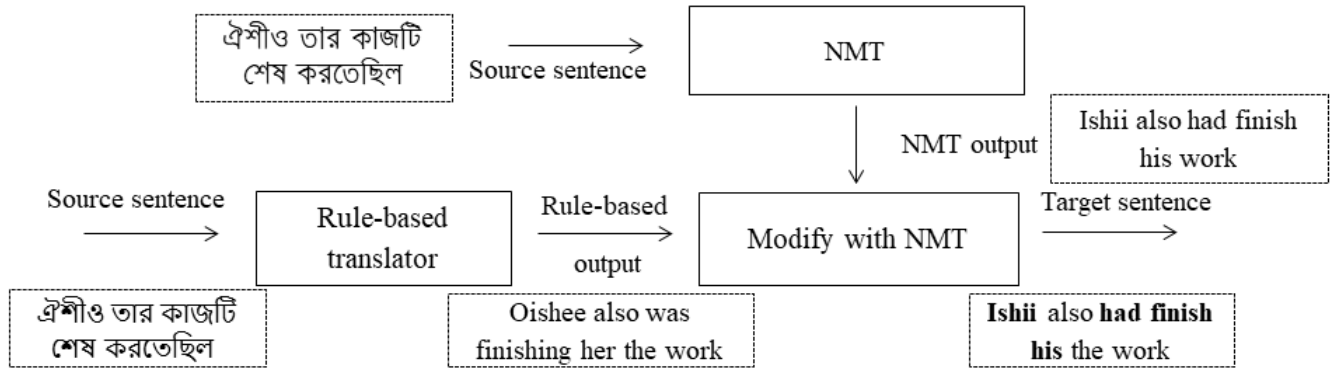 ঐশীও তার কাজটি
শেষ করতেছিল
Source sentence
NMT
NMT output
Ishii also had finish
his work
Source sentence
Rule-based
translator
Rule-based
output
Modify with NMT
Target sentence
ঐশীও তার কাজটি
শেষ করতেছিল
Oishee also was
finishing her the work
Ishii also had finish
his the work